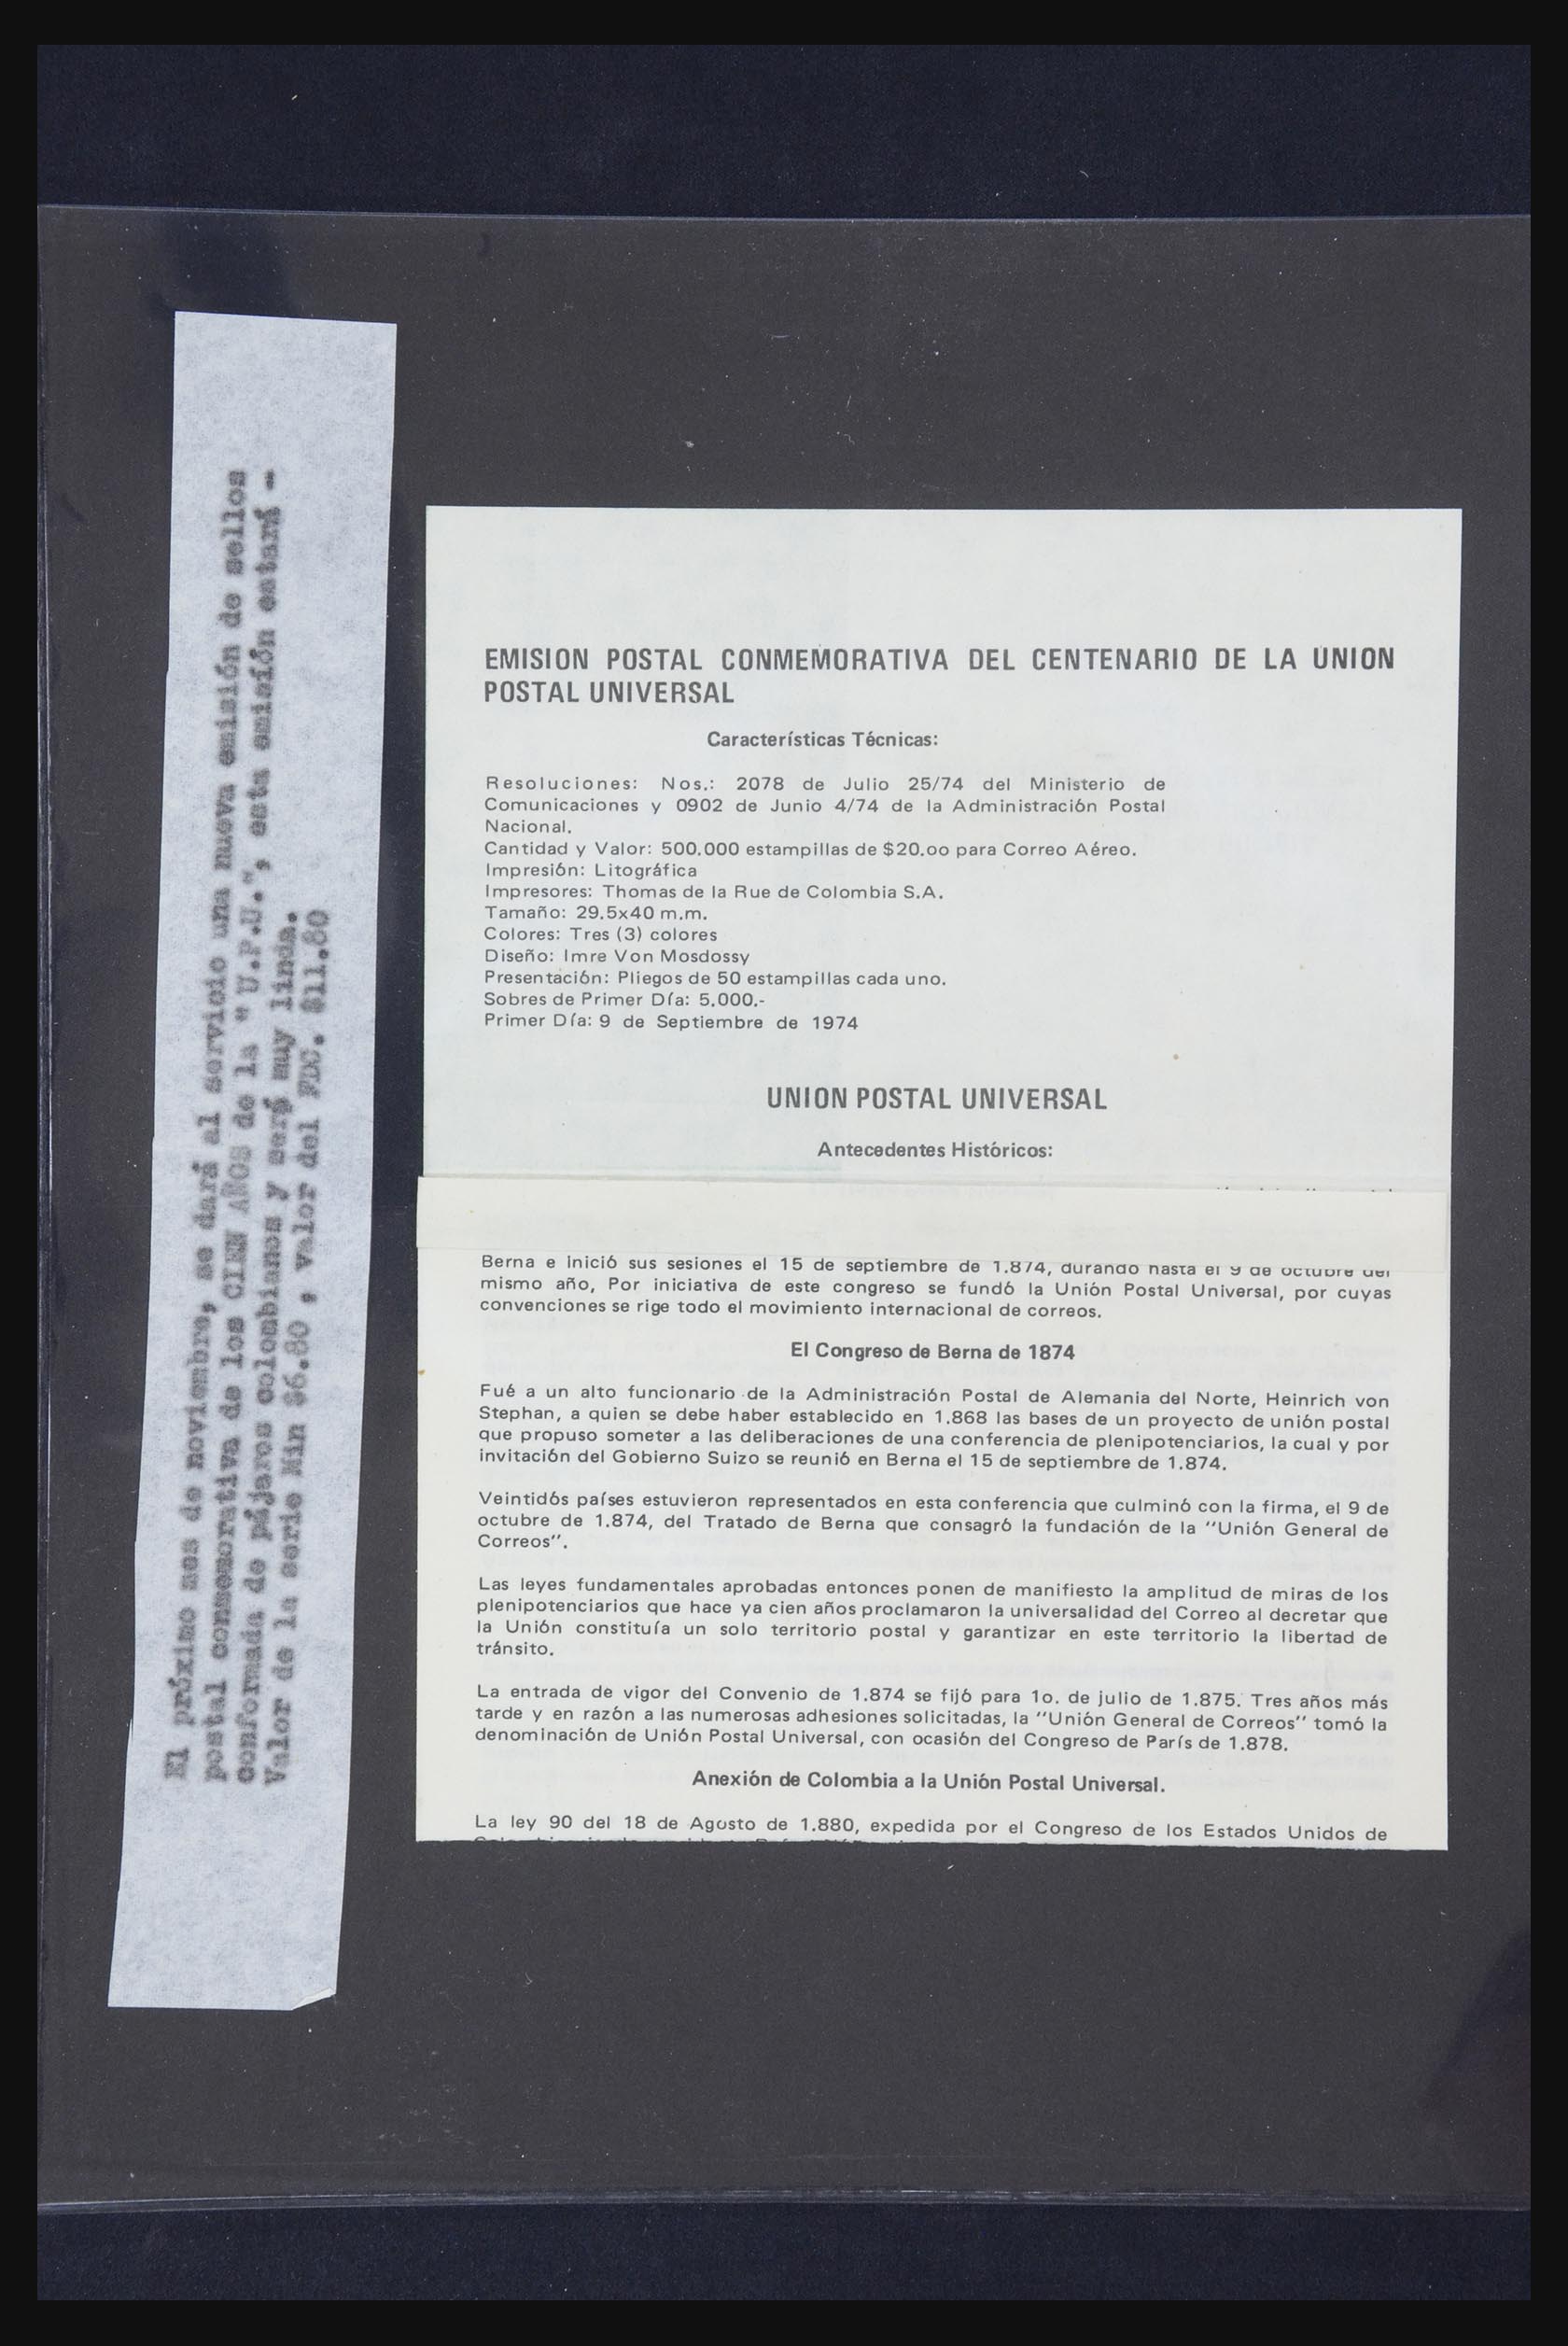 El próximo mes de noviembre, se dará al servicio una nueva emisión de sellos
postal conmemorativa de los CIEN AÑOS de la " U.P.U.", esta emisión estará -
conformada de pájaros colombianos y será muy linda.
Valor de la serie Min $6.80 , valor del FDC. $11.80
EMISION POSTAL CONMEMORATIVA DEL CENTENARIO DE LA UNION
POSTAL UNIVERSAL
Características Técnicas:
Resoluciones: Nos.: 2078 de Julio 25/74 del Ministerio de
Comunicaciones y 0902 de Junio 4/74 de la Administración Postal
Nacional.
Cantidad y Valor: 500.000 estampillas de $20.oo para Correo Aéreo.
Impresión: Litográfica
Impresores: Thomas de la Rue de Colombia S.A.
Tamaño: 29.5x40 m.m.
Colores: Tres (3) colores
Diseño: Imre Von Mosdossy
Presentación: Pliegos de 50 estampillas cada uno.
Sobres de Primer Día: 5.000.-
Primer Día: 9 de Septiembre de 1974
UNION POSTAL UNIVERSAL
Antecedentes Históricos:
Berna e inició sus sesiones el 15 de septiembre de 1.874, durando hasta el 9 de octubre del
mismo año, Por iniciativa de este congreso se fundó la Unión Postal Universal, por cuyas
convenciones se rige todo el movimiento internacional de correos.
El Congreso de Berna de 1874
Fué a un alto funcionario de la Administración Postal de Alemania del Norte, Heinrich von
Stephan, a quien se debe haber establecido en 1.868 las bases de un proyecto de unión postal
que propuso someter a las deliberaciones de una conferencia de plenipotenciarios, la cual y por
invitación del Gobierno Suizo se reunió en Berna el 15 de septiembre de 1.874.
Veintidós países estuvieron representados en esta conferencia que culminó con la firma, el 9 de
octubre de 1.874, del Tratado de Berna que consagró la fundación de la "Unión General de
Correos".
Las leyes fundamentales aprobadas entonces ponen de manifiesto la amplitud de miras de los
plenipotenciarios que hace ya cien años proclamaron la universalidad del Correo al decretar que
la Unión constituía un solo territorio postal y garantizar en este territorio la libertad de
tránsito.
La entrada de vigor del Convenio de 1.874 se fijó para 1o. de julio de 1.875. Tres años más
tarde y en razón a las numerosas adhesiones solicitadas, la "Unión General de Correos" tomó la
denominación de Unión Postal Universal, con ocasión del Congreso de París de 1.878.
Anexión de Colombia a la Unión Postal Universal.
La ley 90 del 18 de Agosto de 1.880, expedida por el Congreso de los Estados Unidos de